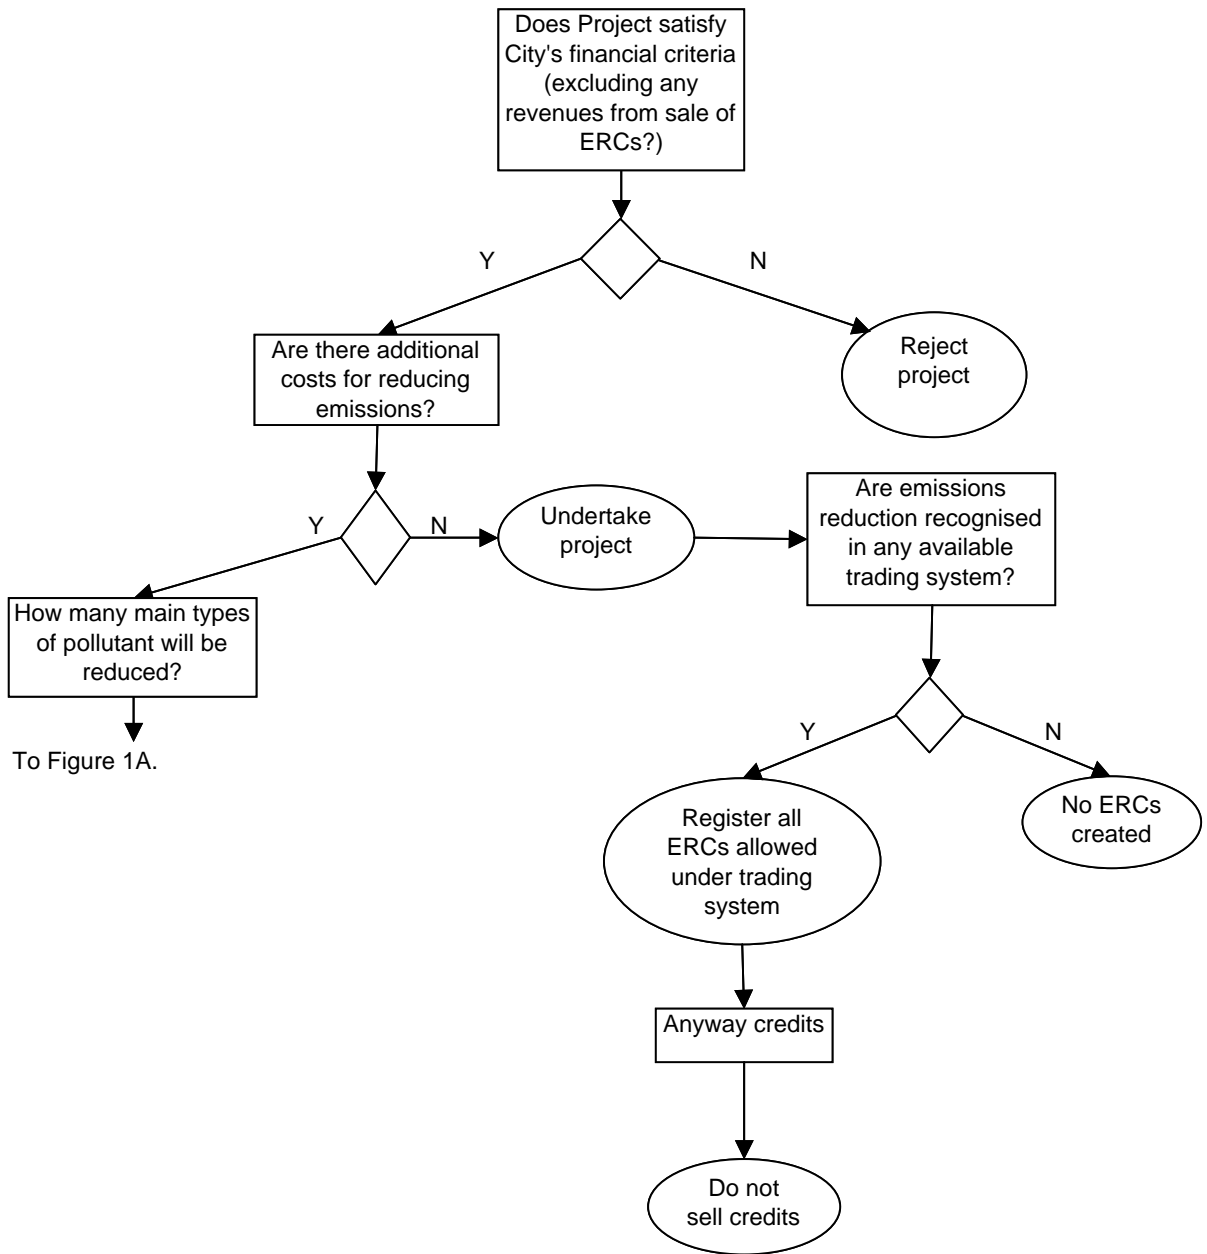 Does Project satisfy
City's financial criteria
(excluding any
revenues from sale of
ERCs?)
Y
N
Are there additional
costs for reducing
emissions?
Reject
project
Y
N
Undertake
project
Are emissions
reduction recognised
in any available
trading system?
How many main types
of pollutant will be
reduced?
To Figure 1A.
Y
N
Register all
ERCs allowed
under trading
system
No ERCs
created
Anyway credits
Do not
sell credits